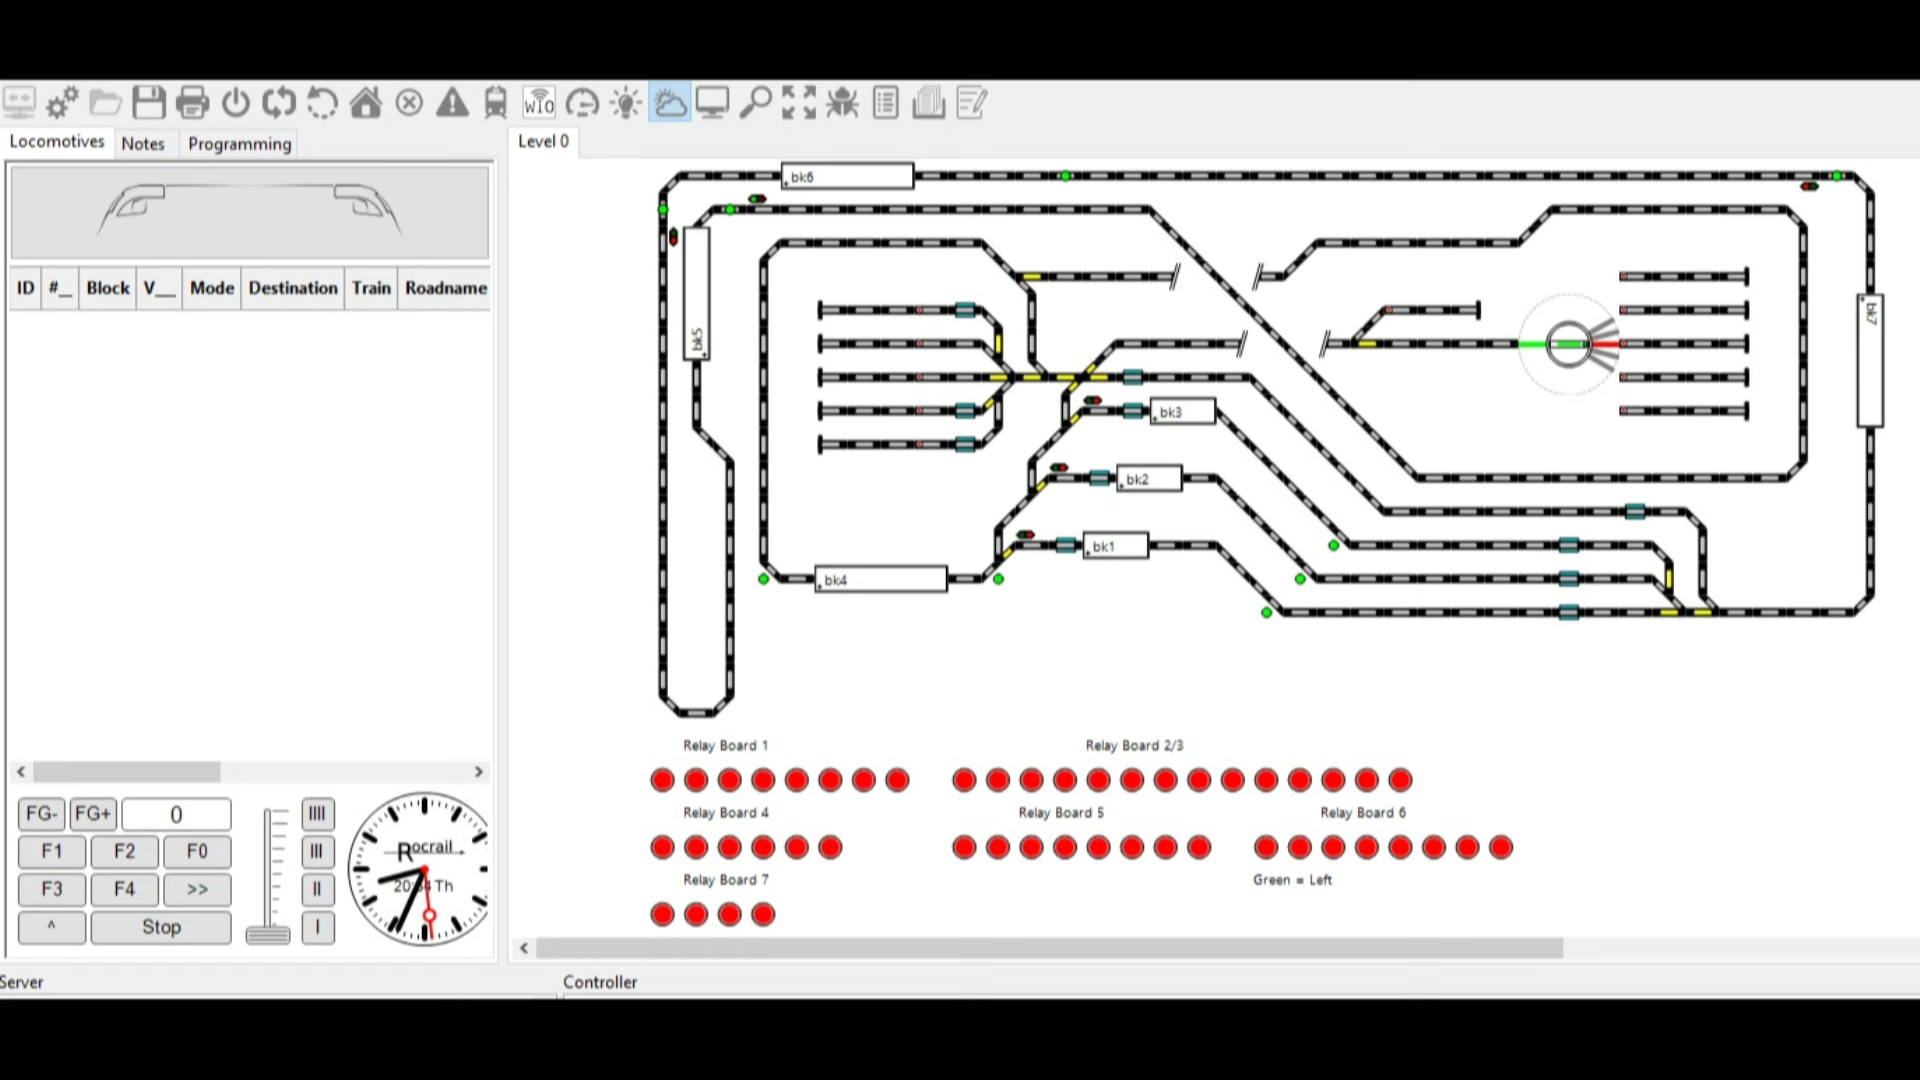 WIO
Locomotives Notes Programming
Level 0
ID #_ Block V__ Mode Destination Train Roadname
bk6
bk5
bk7
bk3
bk2
bk1
bk4
Relay Board 1
Relay Board 2/3
Relay Board 4
Relay Board 5
Relay Board 6
Relay Board 7
Green = Left
FG- FG+ 0
F1 F2 F0
F3 F4 >>
^ Stop
IIII
III
II
I
Rocrail
Th
Server
Controller